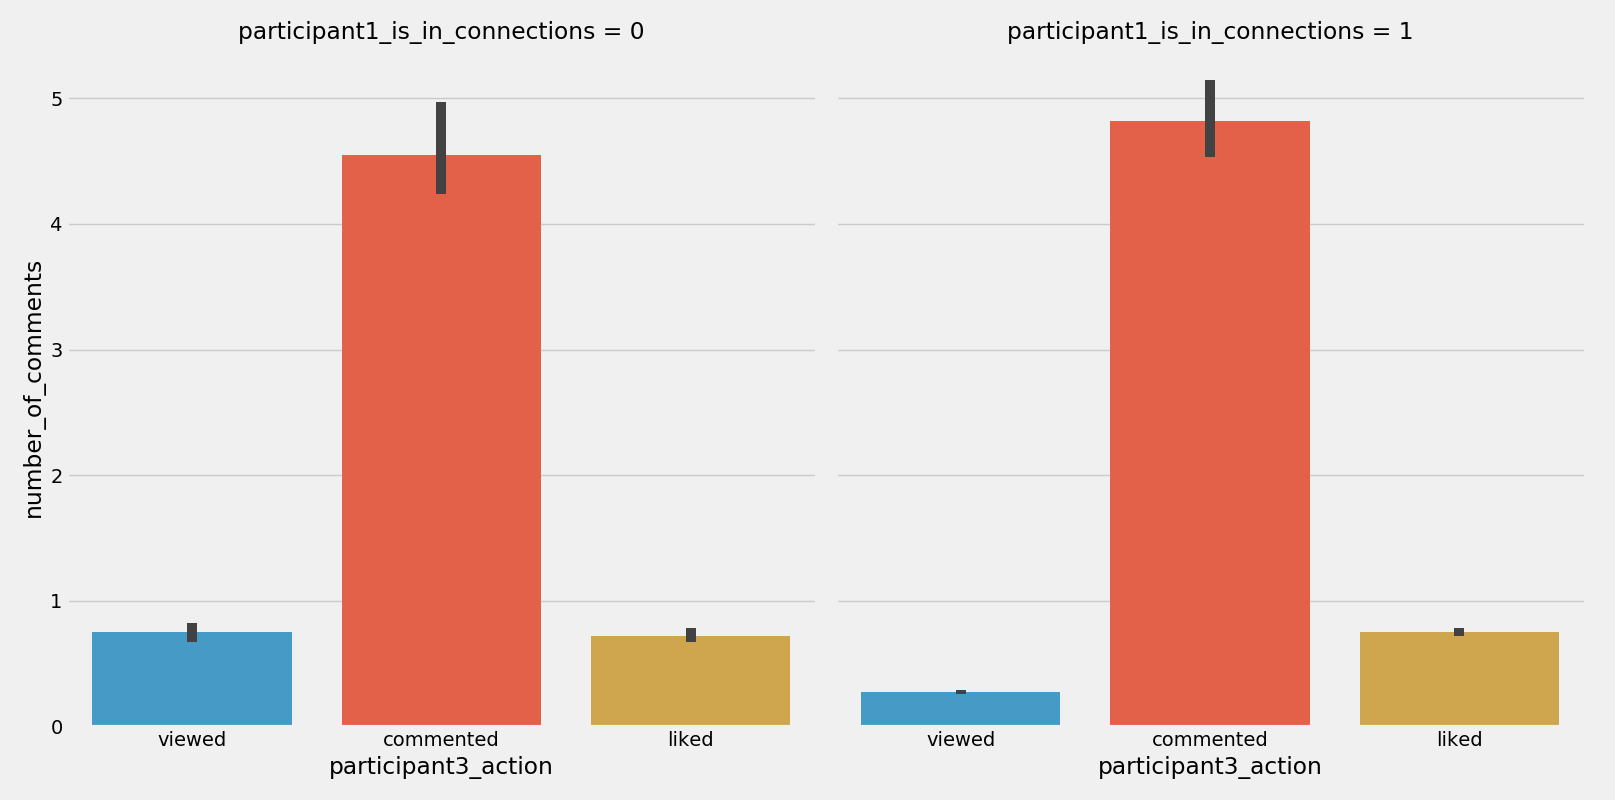 participant1_is_in_connections = 0
participant1_is_in_connections = 1
number_of_comments
5
4
3
2
1
0
viewed
commented
liked
viewed
commented
liked
participant3_action
participant3_action